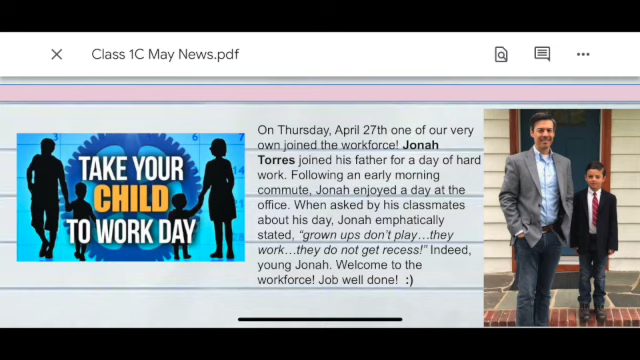 Class 1C May News.pdf
3
6
7
TAKE YOUR
CHILD
TO WORK DAY
On Thursday, April 27th one of our very
own joined the workforce! Jonah
Torres joined his father for a day of hard
work. Following an early morning
commute, Jonah enjoyed a day at the
office. When asked by his classmates
about his day, Jonah emphatically
stated, “grown ups don’t play…they
work…they do not get recess!” Indeed,
young Jonah. Welcome to the
workforce! Job well done!  :)